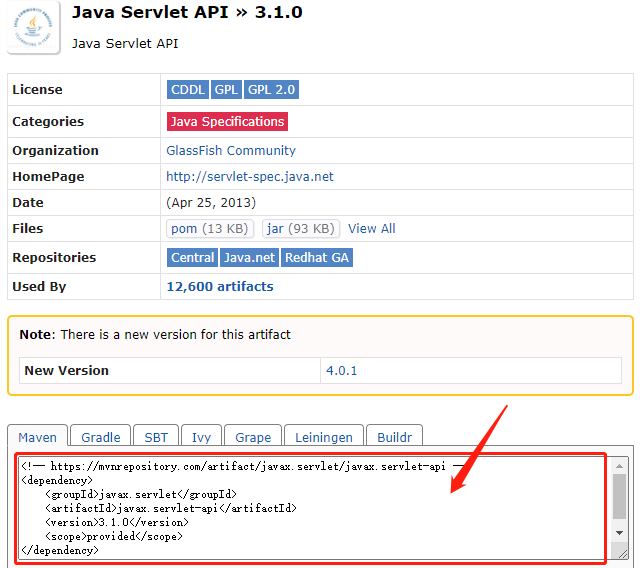 Java Servlet API » 3.1.0
Java Servlet API
License CDDL GPL GPL 2.0
Categories Java Specifications
Organization GlassFish Community
HomePage http://servlet-spec.java.net
Date (Apr 25, 2013)
Files pom (13 KB) jar (93 KB) View All
Repositories Central Java.net Redhat GA
Used By 12,600 artifacts
Note: There is a new version for this artifact
New Version 4.0.1
Maven Gradle SBT Ivy Grape Leiningen Buildr
<!-- https://mvnrepository.com/artifact/javax.servlet/javax.servlet-api --
<dependency>
    <groupId>javax.servlet</groupId>
    <artifactId>javax.servlet-api</artifactId>
    <version>3.1.0</version>
    <scope>provided</scope>
</dependency>